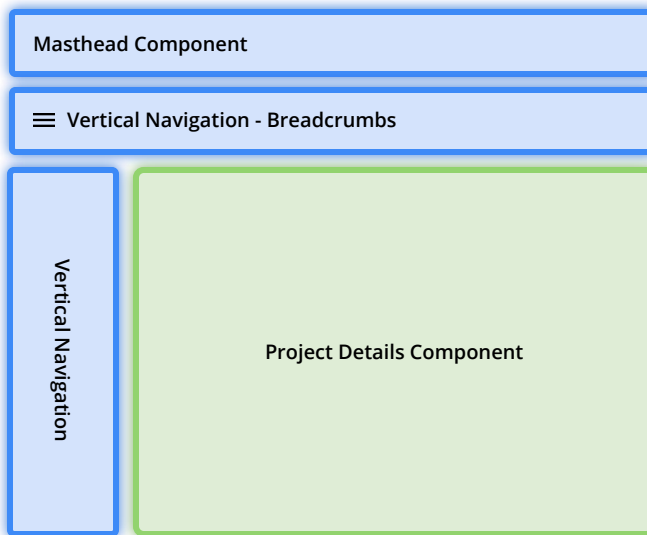 Masthead Component
Vertical Navigation - Breadcrumbs
Vertical Navigation
Project Details Component